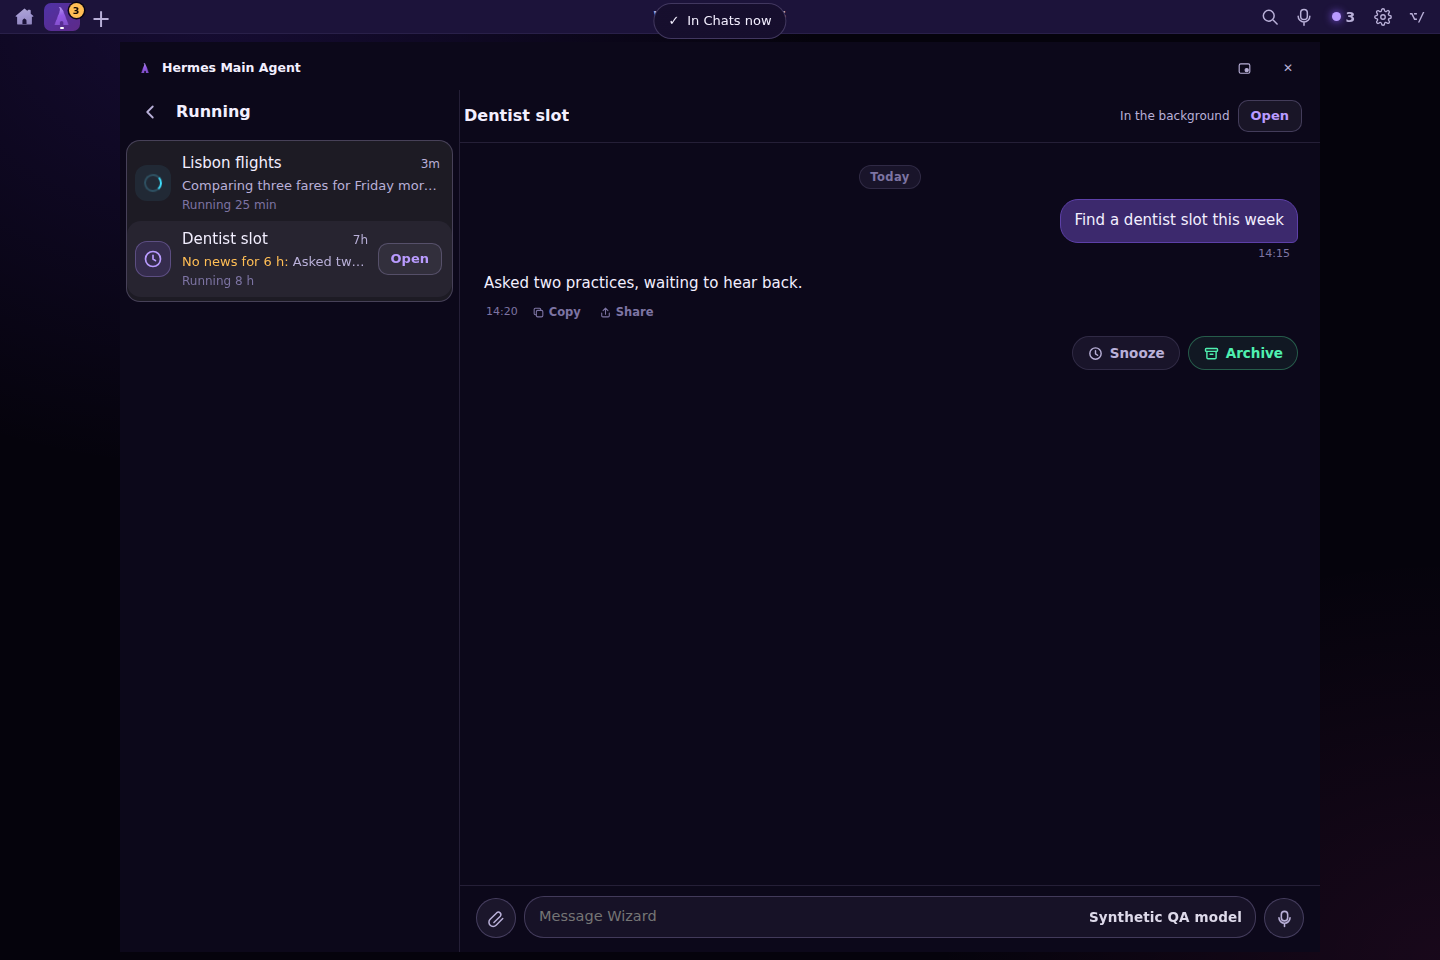 3
✓ In Chats now
3
⌥/
Hermes Main Agent
✕
Running
Lisbon flights 3m
Comparing three fares for Friday mor…
Running 25 min
Dentist slot 7h
No news for 6 h: Asked tw…
Open
Running 8 h
Dentist slot
In the background
Open
Today
Find a dentist slot this week
14:15
Asked two practices, waiting to hear back.
14:20 Copy Share
Snooze Archive
Message Wizard
Synthetic QA model